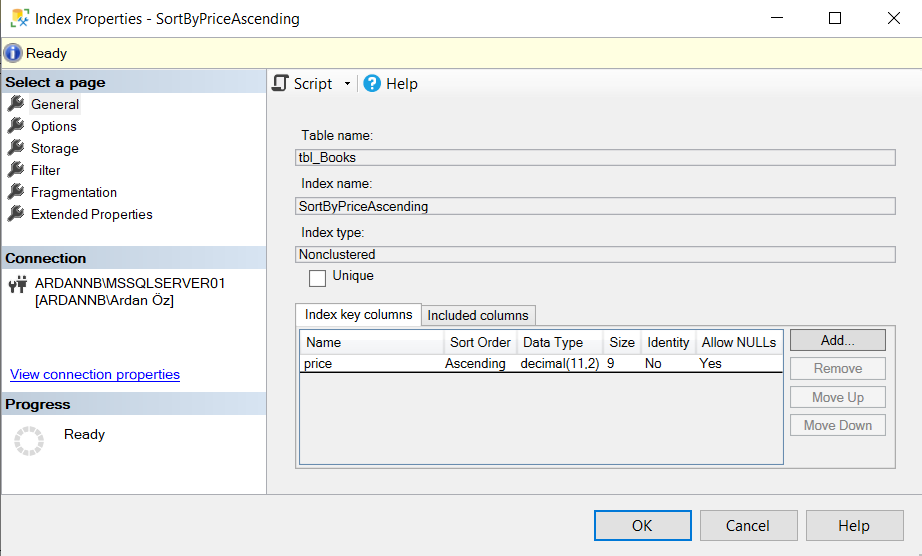 Index Properties - SortByPriceAscending
Ready
Select a page
General
Options
Storage
Filter
Fragmentation
Extended Properties
Connection
ARDANNB\MSSQLSERVER01
[ARDANNB\Ardan Öz]
View connection properties
Progress
Ready
Script Help
Table name:
tbl_Books
Index name:
SortByPriceAscending
Index type:
Nonclustered
Unique
Index key columns Included columns
Name Sort Order Data Type Size Identity Allow NULLs
price Ascending decimal(11,2) 9 No Yes
Add...
Remove
Move Up
Move Down
OK Cancel Help